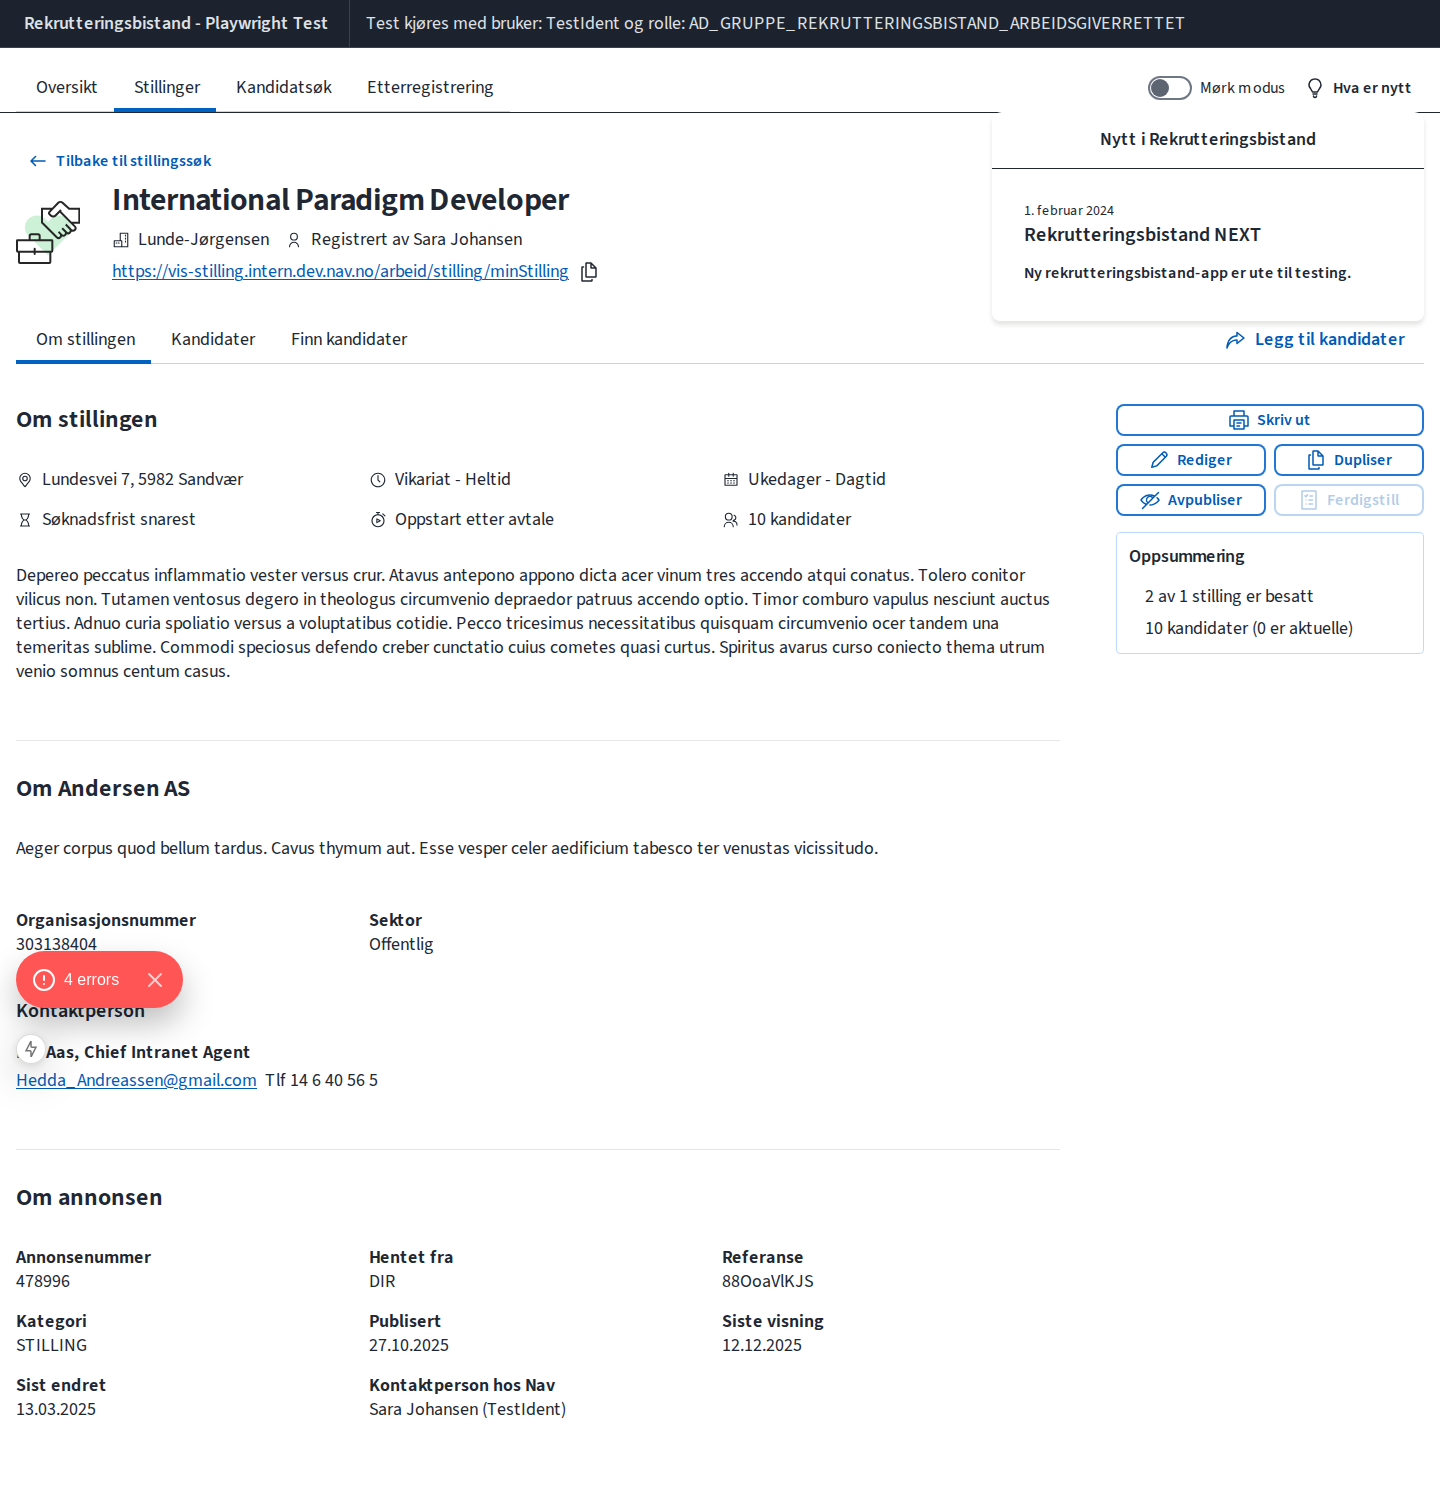 Rekrutteringsbistand - Playwright Test
Test kjøres med bruker: TestIdent og rolle: AD_GRUPPE_REKRUTTERINGSBISTAND_ARBEIDSGIVERRETTET
Oversikt
Stillinger
Kandidatsøk
Etterregistrering
Mørk modus
Hva er nytt
Nytt i Rekrutteringsbistand
1. februar 2024
Rekrutteringsbistand NEXT
Ny rekrutteringsbistand-app er ute til testing.
Tilbake til stillingssøk
International Paradigm Developer
Lunde-Jørgensen
Registrert av Sara Johansen
https://vis-stilling.intern.dev.nav.no/arbeid/stilling/minStilling
Om stillingen
Kandidater
Finn kandidater
Legg til kandidater
Om stillingen
Lundesvei 7, 5982 Sandvær
Vikariat - Heltid
Ukedager - Dagtid
Søknadsfrist snarest
Oppstart etter avtale
10 kandidater
Depereo peccatus inflammatio vester versus crur. Atavus antepono appono dicta acer vinum tres accendo atqui conatus. Tolero conitor
vilicus non. Tutamen ventosus degero in theologus circumvenio depraedor patruus accendo optio. Timor comburo vapulus nesciunt auctus
tertius. Adnuo curia spoliatio versus a voluptatibus cotidie. Pecco tricesimus necessitatibus quisquam circumvenio ocer tandem una
temeritas sublime. Commodi speciosus defendo creber cunctatio cuius cometes quasi curtus. Spiritus avarus curso coniecto thema utrum
venio somnus centum casus.
Skriv ut
Rediger
Dupliser
Avpubliser
Ferdigstill
Oppsummering
2 av 1 stilling er besatt
10 kandidater (0 er aktuelle)
Om Andersen AS
Aeger corpus quod bellum tardus. Cavus thymum aut. Esse vesper celer aedificium tabesco ter venustas vicissitudo.
Organisasjonsnummer
303138404
Sektor
Offentlig
4 errors
Kontaktperson
Aas, Chief Intranet Agent
Hedda_Andreassen@gmail.com
Tlf 14 6 40 56 5
Om annonsen
Annonsenummer
478996
Hentet fra
DIR
Referanse
88OoaVlKJS
Kategori
STILLING
Publisert
27.10.2025
Siste visning
12.12.2025
Sist endret
13.03.2025
Kontaktperson hos Nav
Sara Johansen (TestIdent)